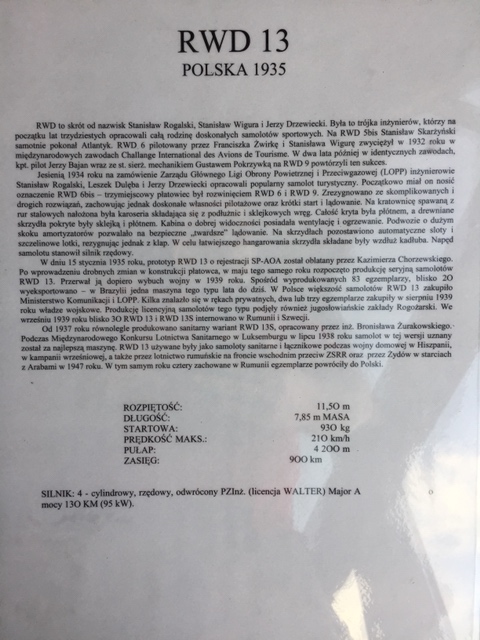 RWD 13
POLSKA 1935
RWD to skrót od nazwisk Stanisław Rogalski, Stanisław Wigura i Jerzy Drzewiecki. Była to trójka inżynierów, którzy na
początku lat trzydziestych opracowali całą rodzinę doskonałych samolotów sportowych. Na RWD 5bis Stanisław Skarżyński
samotnie pokonał Atlantyk. RWD 6 pilotowany przez Franciszka Żwirkę i Stanisława Wigurę zwyciężył w 1932 roku w
międzynarodowych zawodach Challange International des Avions de Tourisme. W dwa lata później w identycznych zawodach,
kpt. pilot Jerzy Bajan wraz ze st. sierż. mechanikiem Gustawem Pokrzywką na RWD 9 powtórzyli ten sukces.
Jesienią 1934 roku na zamówienie Zarządu Głównego Ligi Obrony Powietrznej i Przeciwgazowej (LOPP) inżynierowie
Stanisław Rogalski, Leszek Dulęba i Jerzy Drzewiecki opracowali popularny samolot turystyczny. Początkowo miał on nosić
oznaczenie RWD 6bis – trzymiejscowy płatowiec był rozwinięciem RWD 6 i RWD 9. Zrezygnowano ze skomplikowanych i
drogich rozwiązań, zachowując jednak doskonałe własności pilotażowe oraz krótki start i lądowanie. Na kratownicę spawaną z
rur stalowych nałożona była karoseria składająca się z podłużnic i sklejkowych wręg. Całość kryta była płótnem, a drewniane
skrzydła pokryte były sklejką i płótnem. Kabina o dobrej widoczności posiadała wentylację i ogrzewanie. Podwozie o dużym
skoku amortyzatorów pozwalało na bezpieczne „twardsze” lądowanie. Na skrzydłach pozostawiono automatyczne sloty i
szczelinowe lotki, rezygnując jednak z klap. W celu łatwiejszego hangarowania skrzydła składane były wzdłuż kadłuba. Napęd
samolotu stanowił silnik rzędowy.
W dniu 15 stycznia 1935 roku, prototyp RWD 13 o rejestracji SP-AOA został oblatany przez Kazimierza Chorzewskiego.
Po wprowadzeniu drobnych zmian w konstrukcji płatowca, w maju tego samego roku rozpoczęto produkcję seryjną samolotów
RWD 13. Przerwał ją dopiero wybuch wojny w 1939 roku. Spośród wyprodukowanych 83 egzemplarzy, blisko 2O
wyeksportowano – w Brazylii jedna maszyna tego typu lata do dziś. W Polsce większość samolotów RWD 13 zakupiło
Ministerstwo Komunikacji i LOPP. Kilka znalazło się w rękach prywatnych, dwa lub trzy egzemplarze zakupiły w sierpniu 1939
roku władze wojskowe. Produkcję licencyjną samolotów tego typu podjęły również jugosłowiańskie zakłady Rogożarski. We
wrześniu 1939 roku blisko 3O RWD 13 i RWD 13S internowano w Rumunii i Szwecji.
Od 1937 roku równolegle produkowano sanitarny wariant RWD 13S, opracowany przez inż. Bronisława Żurakowskiego.
Podczas Międzynarodowego Konkursu Lotnictwa Sanitarnego w Luksemburgu w lipcu 1938 roku samolot w tej wersji uznany
został za najlepszą maszynę. RWD 13 używane były jako samoloty sanitarne i łącznikowe podczas wojny domowej w Hiszpanii,
w kampanii wrześniowej, a także przez lotnictwo rumuńskie na froncie wschodnim przeciw ZSRR oraz przez Żydów w starciach
z Arabami w 1947 roku. W tym samym roku cztery zachowane w Rumunii egzemplarze powróciły do Polski.
ROZPIĘTOŚĆ: 11,5O m
DŁUGOŚĆ: 7,85 m MASA
STARTOWA: 93O kg
PRĘDKOŚĆ MAKS.: 21O km/h
PUŁAP: 4 2OO m
ZASIĘG: 9OO km
SILNIK: 4 - cylindrowy, rzędowy, odwrócony PZInż. (licencja WALTER) Major A o
mocy 13O KM (95 kW).